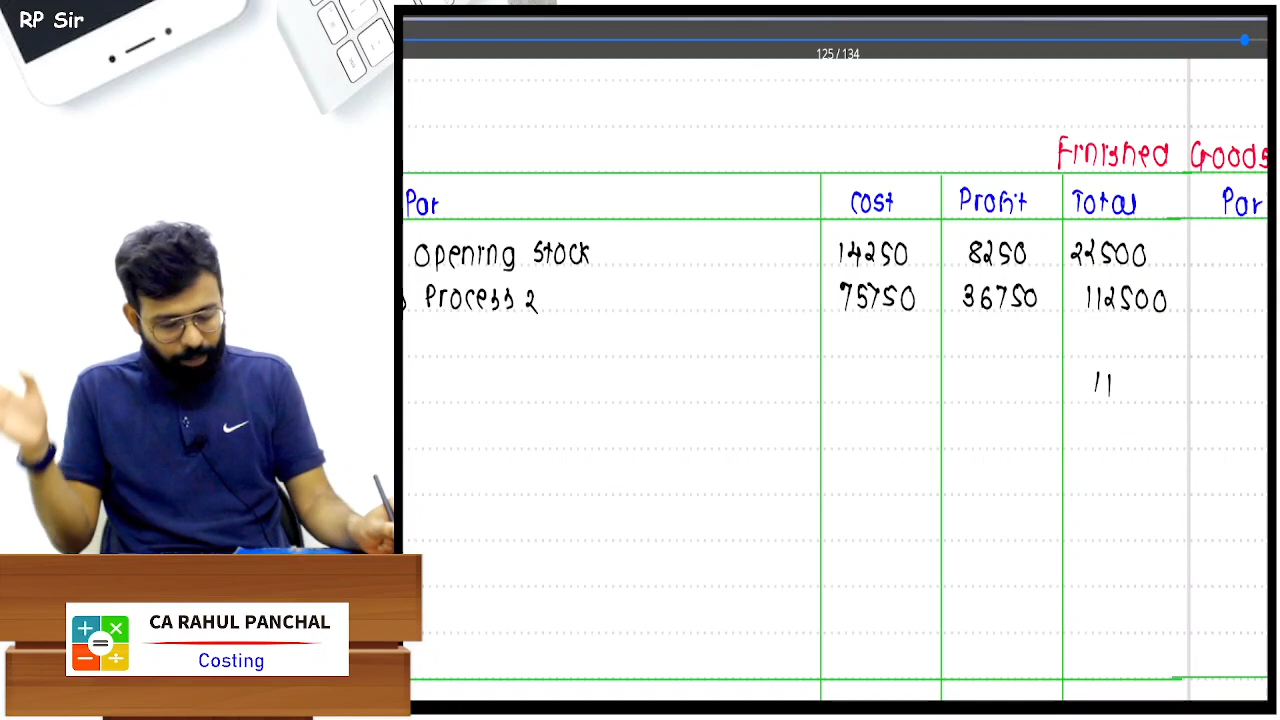 RP Sir
125 / 134
Finished Goods
Par Cost Profit Total Par
Opening Stock 14250 8250 22500
Process 2 75750 36750 112500
11
CA RAHUL PANCHAL
Costing